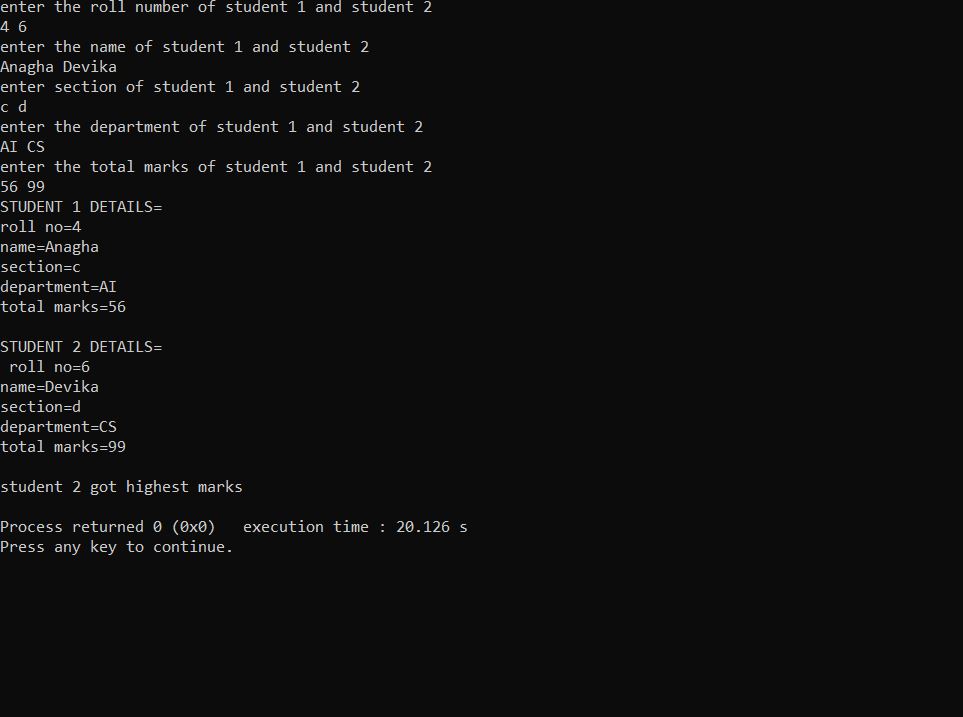 enter the roll number of student 1 and student 2
4 6
enter the name of student 1 and student 2
Anagha Devika
enter section of student 1 and student 2
c d
enter the department of student 1 and student 2
AI CS
enter the total marks of student 1 and student 2
56 99
STUDENT 1 DETAILS=
roll no=4
name=Anagha
section=c
department=AI
total marks=56

STUDENT 2 DETAILS=
 roll no=6
name=Devika
section=d
department=CS
total marks=99

student 2 got highest marks

Process returned 0 (0x0)   execution time : 20.126 s
Press any key to continue.